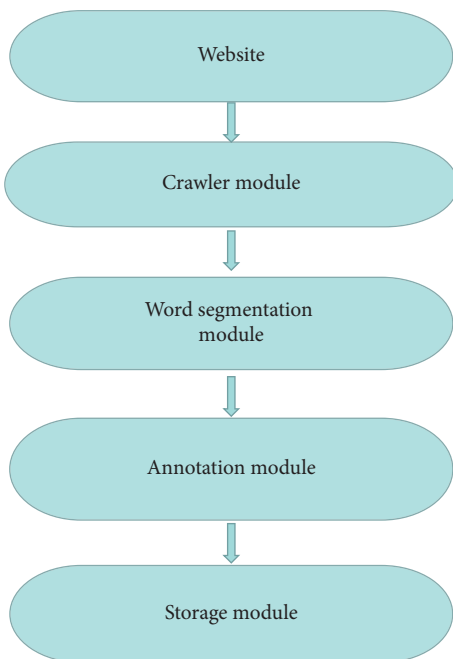 Website
Crawler module
Word segmentation
module
Annotation module
Storage module